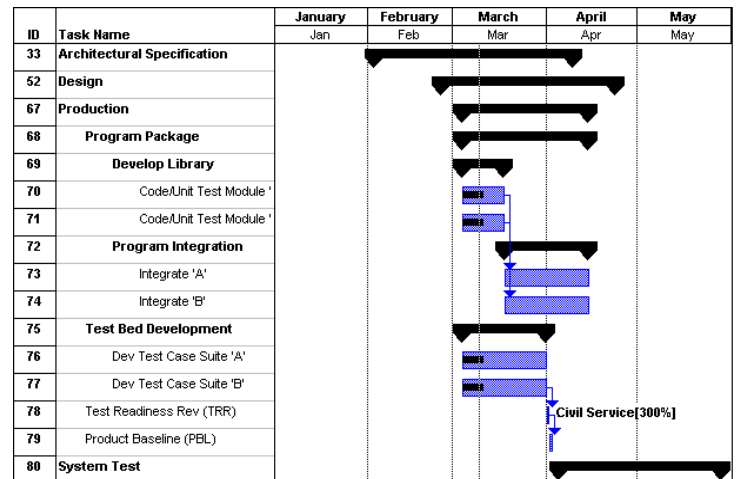 January February March April May
ID Task Name Jan Feb Mar Apr May
33 Architectural Specification
52 Design
67 Production
68 Program Package
69 Develop Library
70 Code/Unit Test Module '
71 Code/Unit Test Module '
72 Program Integration
73 Integrate 'A'
74 Integrate 'B'
75 Test Bed Development
76 Dev Test Case Suite 'A'
77 Dev Test Case Suite 'B'
78 Test Readiness Rev (TRR) Civil Service[300%]
79 Product Baseline (PBL)
80 System Test